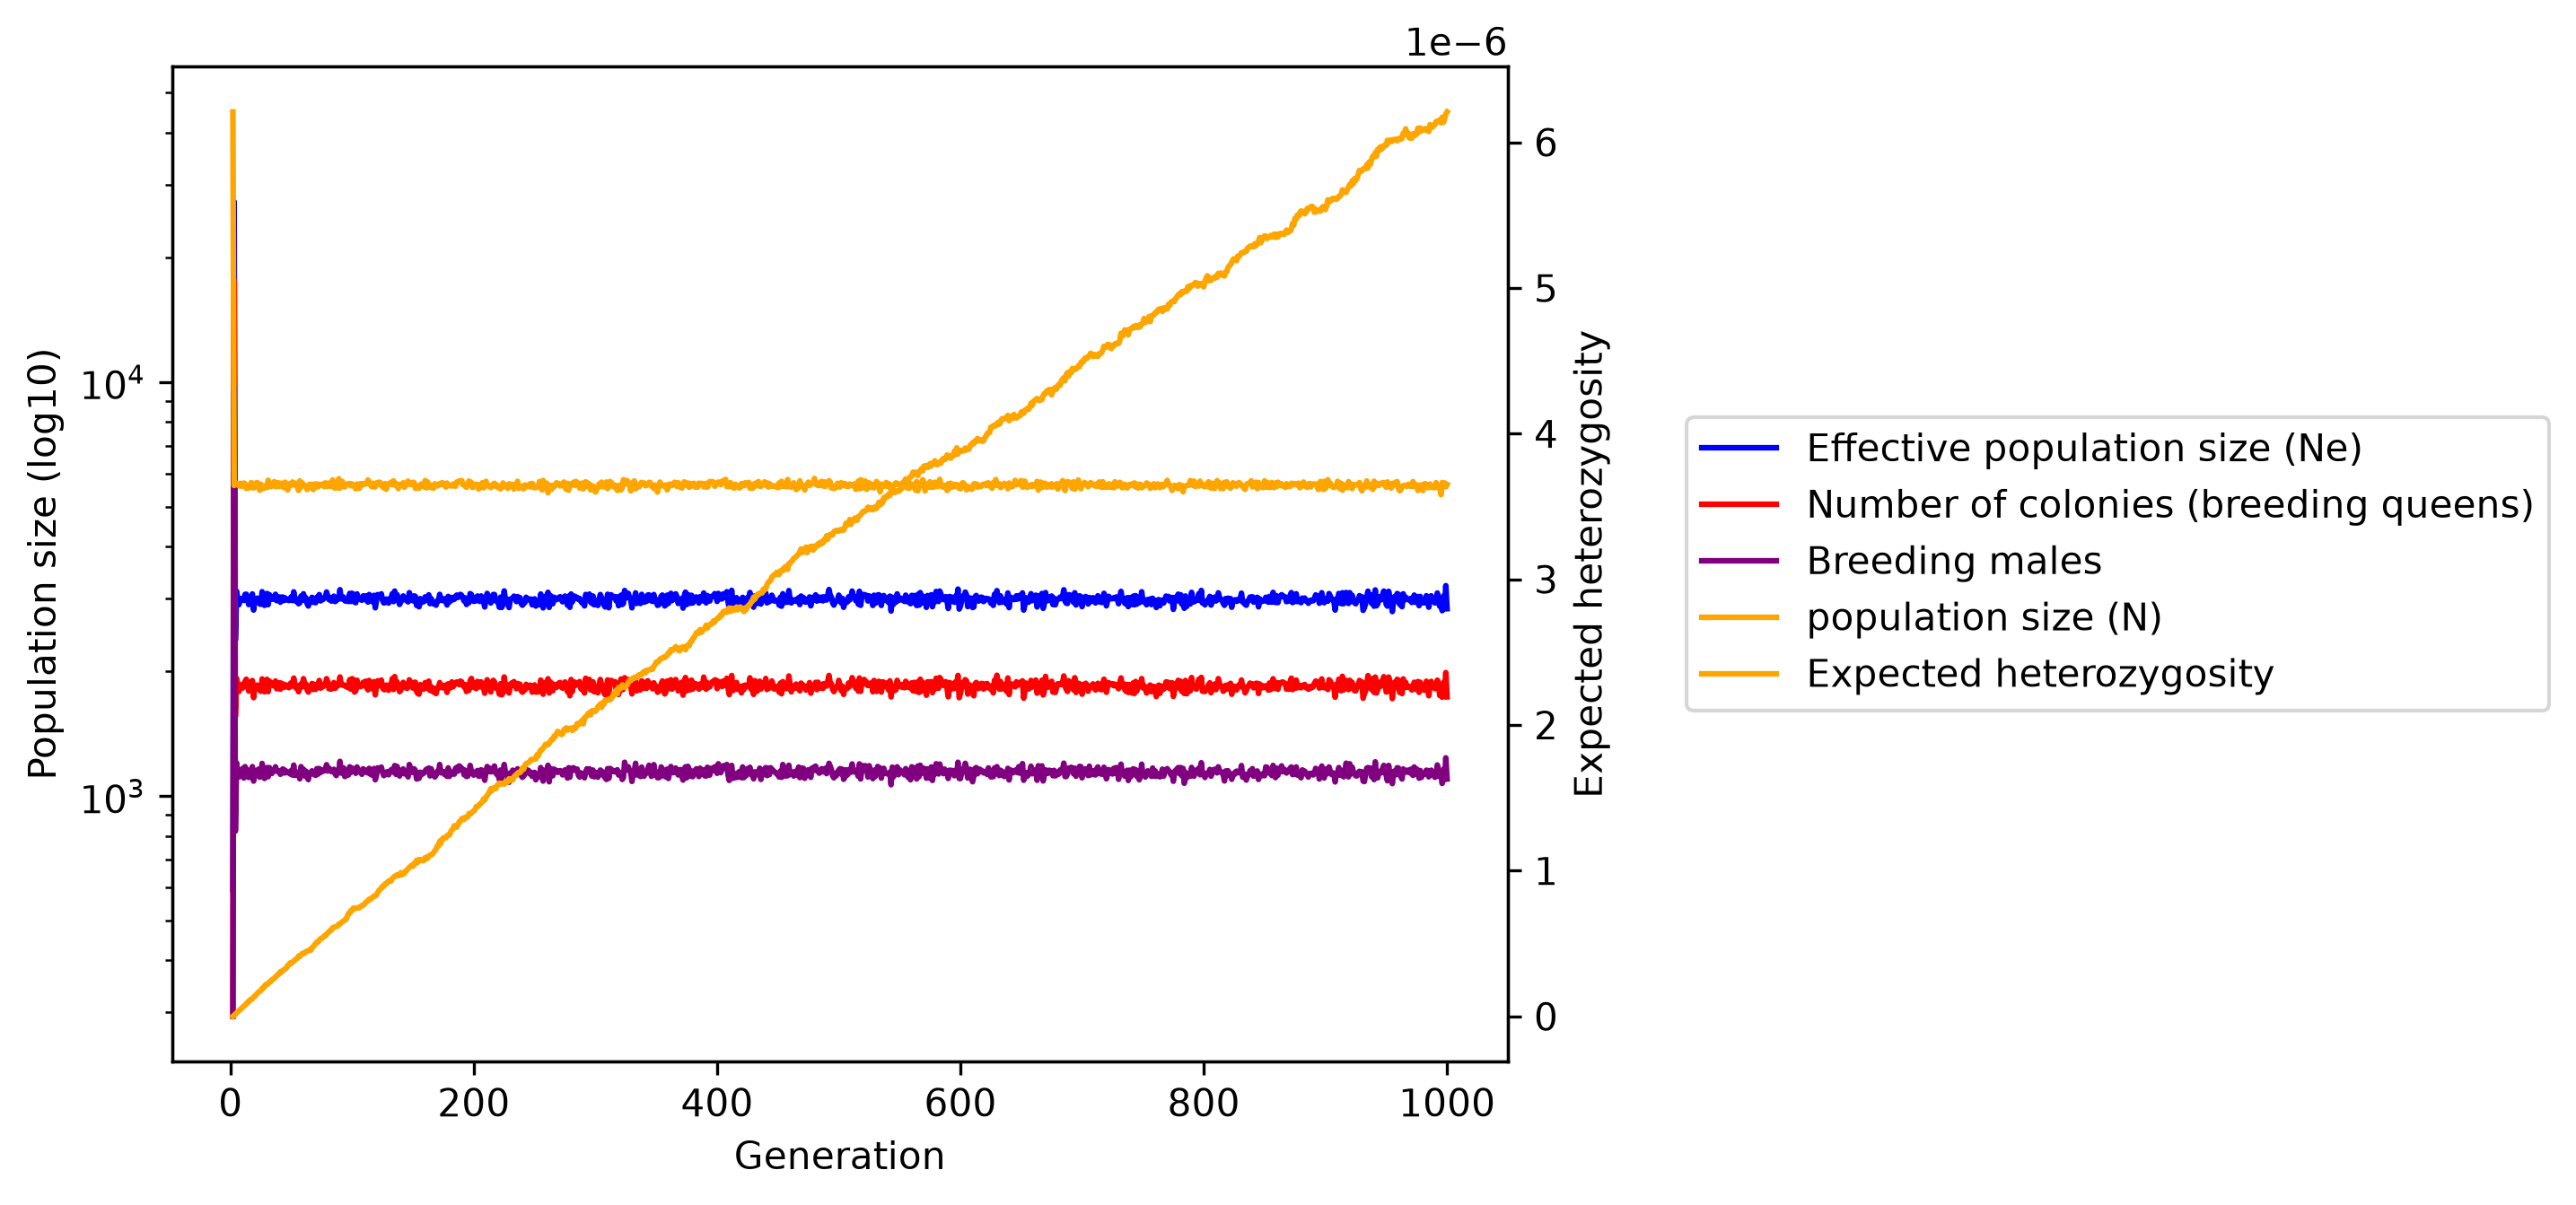 1e−6
Population size (log10)
10⁴
10³
6
5
4
3
2
1
0
Expected heterozygosity
0 200 400 600 800 1000
Generation
Effective population size (Ne)
Number of colonies (breeding queens)
Breeding males
population size (N)
Expected heterozygosity